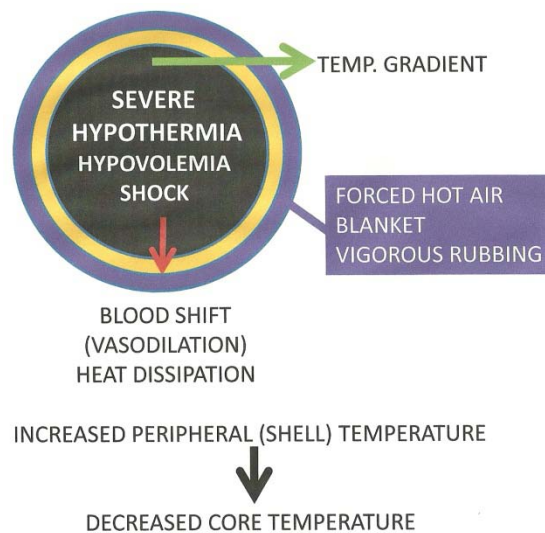 TEMP. GRADIENT
SEVERE
HYPOTHERMIA
HYPOVOLEMIA
SHOCK
FORCED HOT AIR
BLANKET
VIGOROUS RUBBING
BLOOD SHIFT
(VASODILATION)
HEAT DISSIPATION
INCREASED PERIPHERAL (SHELL) TEMPERATURE
DECREASED CORE TEMPERATURE